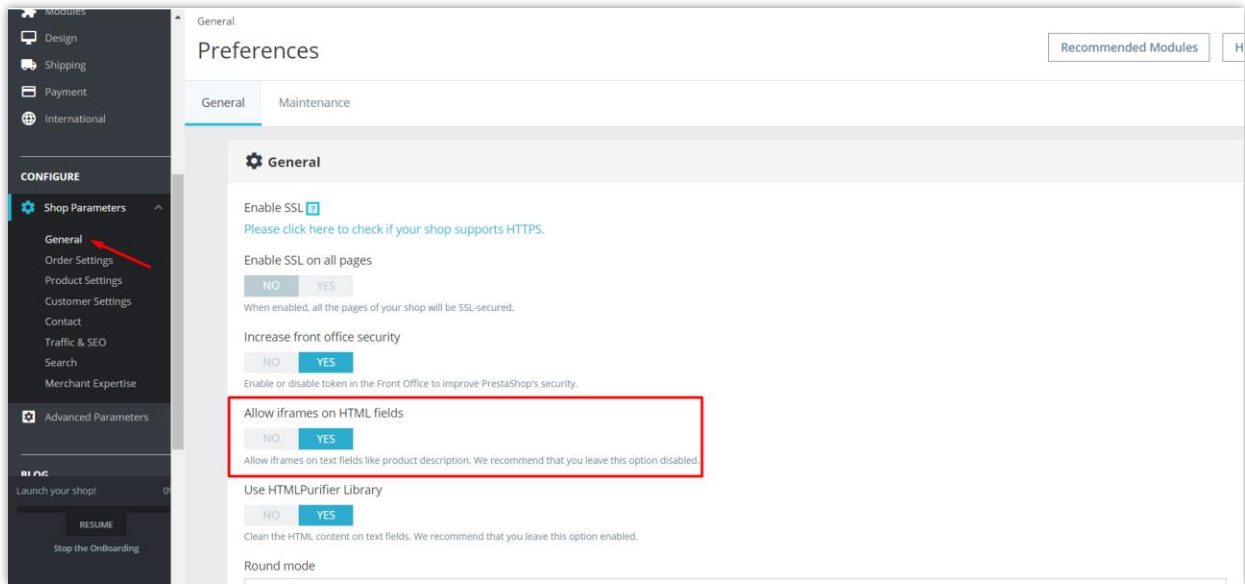 Modules
Design
Shipping
Payment
International
CONFIGURE
Shop Parameters
General
Order Settings
Product Settings
Customer Settings
Contact
Traffic & SEO
Search
Merchant Expertise
Advanced Parameters
BLOG
Launch your shop!
RESUME
Stop the OnBoarding
General
Preferences
Recommended Modules
H
General
Maintenance
General
Enable SSL ?
Please click here to check if your shop supports HTTPS.
Enable SSL on all pages
NO YES
When enabled, all the pages of your shop will be SSL-secured.
Increase front office security
NO YES
Enable or disable token in the Front Office to improve PrestaShop's security.
Allow iframes on HTML fields
NO YES
Allow iframes on text fields like product description. We recommend that you leave this option disabled.
Use HTMLPurifier Library
NO YES
Clean the HTML content on text fields. We recommend that you leave this option enabled.
Round mode